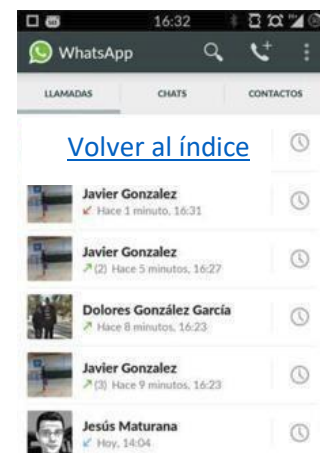 16:32
WhatsApp
LLAMADAS CHATS CONTACTOS
Volver al índice
Javier Gonzalez
Hace 1 minuto, 16:31
Javier Gonzalez
(2) Hace 5 minutos, 16:27
Dolores González García
Hace 8 minutos, 16:23
Javier Gonzalez
(3) Hace 9 minutos, 16:23
Jesús Maturana
Hoy, 14:04